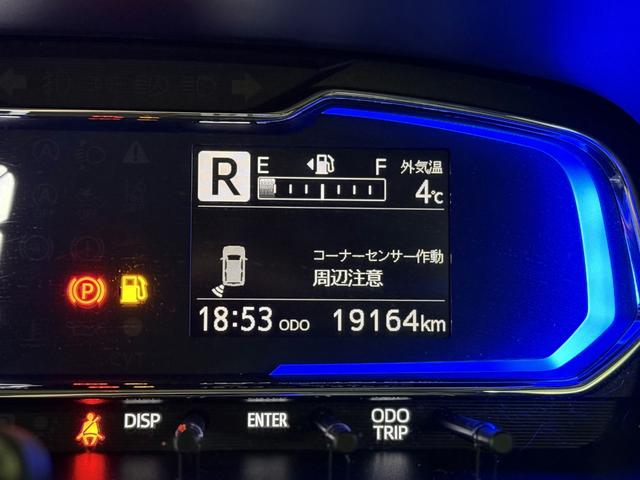 R
E F 外気温
4℃
コーナーセンサー作動
周辺注意
18:53 ODO 19164km
P
DISP ENTER ODO
TRIP